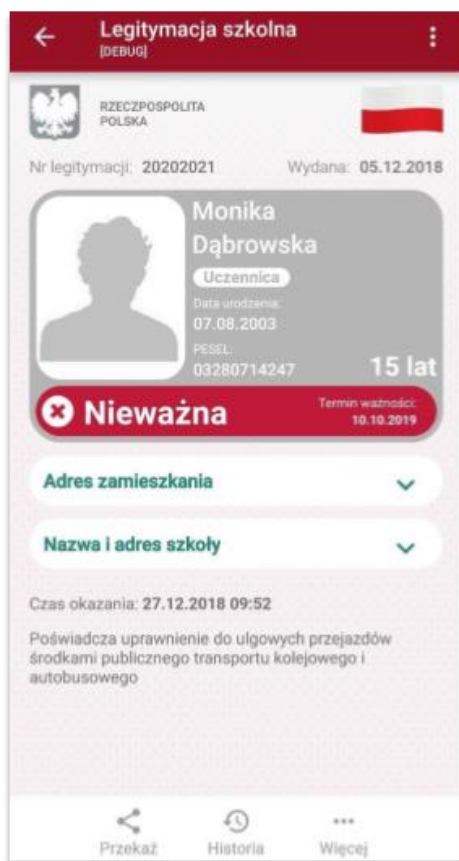 Legitymacja szkolna
[DEBUG]
RZECZPOSPOLITA
POLSKA
Nr legitymacji: 20202021 Wydana: 05.12.2018
Monika
Dąbrowska
Uczennica
Data urodzenia:
07.08.2003
PESEL:
03280714247 15 lat
Nieważna
Termin ważności:
10.10.2019
Adres zamieszkania
Nazwa i adres szkoły
Czas okazania: 27.12.2018 09:52
Poświadcza uprawnienie do ulgowych przejazdów
środkami publicznego transportu kolejowego i
autobusowego
Przekaż Historia Więcej